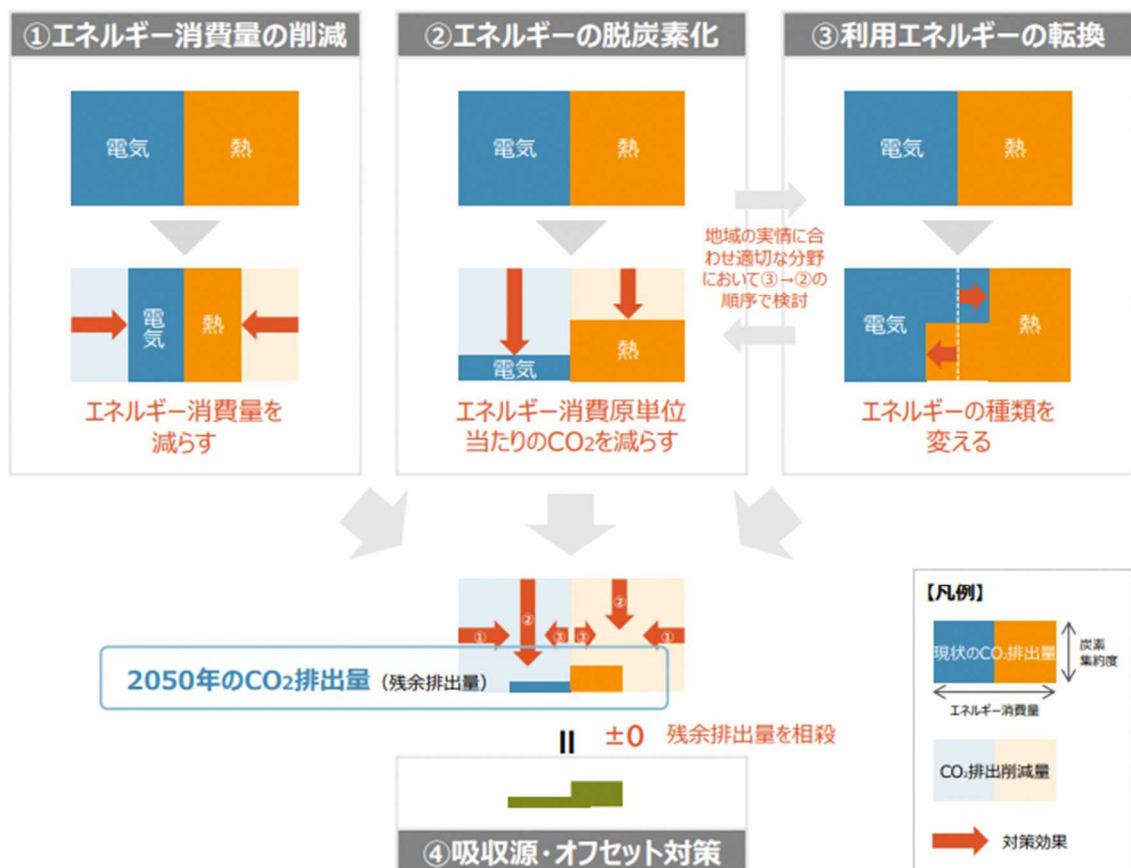 ①エネルギー消費量の削減
電気
熱
電気
熱
エネルギー消費量を
減らす
②エネルギーの脱炭素化
電気
熱
電気
熱
エネルギー消費原単位
当たりのCO₂を減らす
地域の実情に合
わせ適切な分野
において③→②の
順序で検討
③利用エネルギーの転換
電気
熱
電気
熱
エネルギーの種類を
変える
①
②
③
③
②
①
2050年のCO₂排出量（残余排出量）
＝ ±0 残余排出量を相殺
④吸収源・オフセット対策
【凡例】
現状のCO₂排出量
炭素
集約度
エネルギー消費量
CO₂排出削減量
対策効果